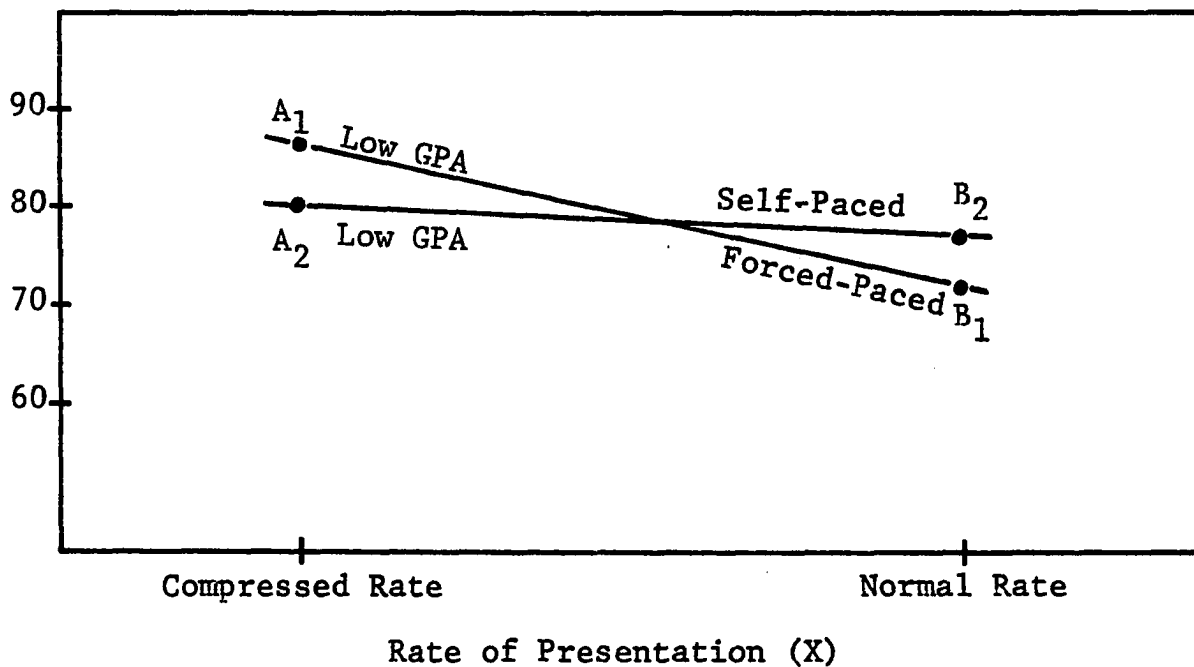 90
A1
Low GPA
80
Self-Paced
B2
A2
Low GPA
Forced-Paced
70
B1
60
Compressed Rate
Normal Rate
Rate of Presentation (X)